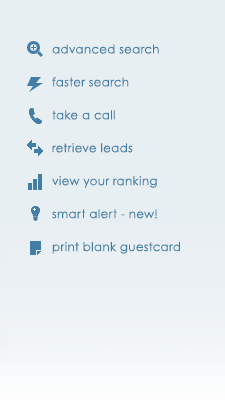 advanced search
faster search
take a call
retrieve leads
view your ranking
smart alert - new!
print blank guestcard